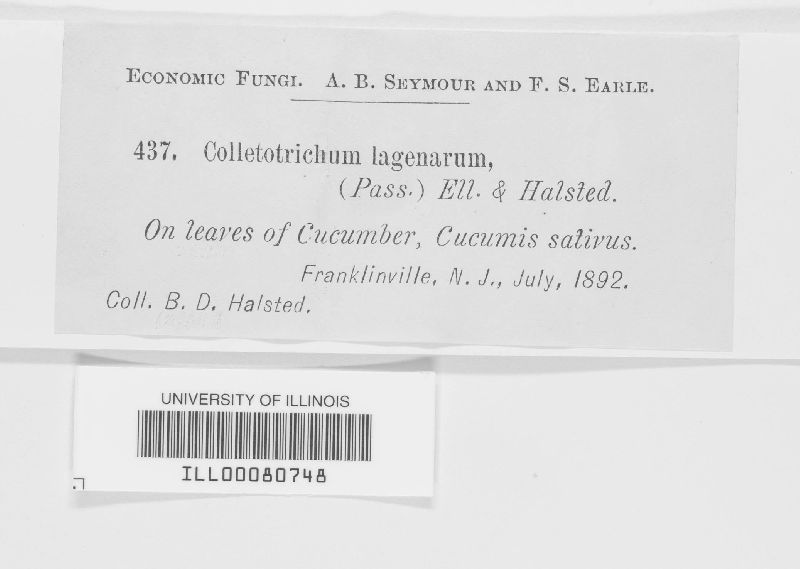 Economic Fungi. A. B. Seymour and F. S. Earle.
437. Colletotrichum lagenarum,
(Pass.) Ell. & Halsted.
On leaves of Cucumber, Cucumis sativus.
Franklinville, N. J., July, 1892.
Coll. B. D. Halsted.
UNIVERSITY OF ILLINOIS
ILL00080748